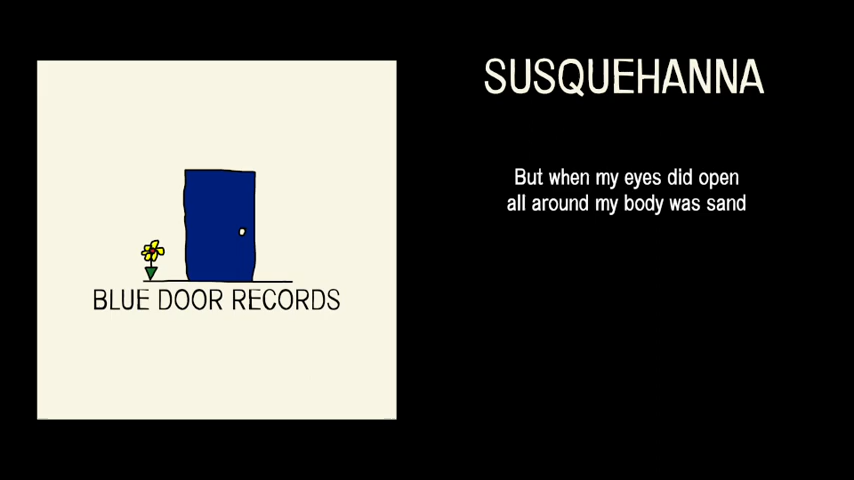 SUSQUEHANNA
But when my eyes did open
all around my body was sand
BLUE DOOR RECORDS